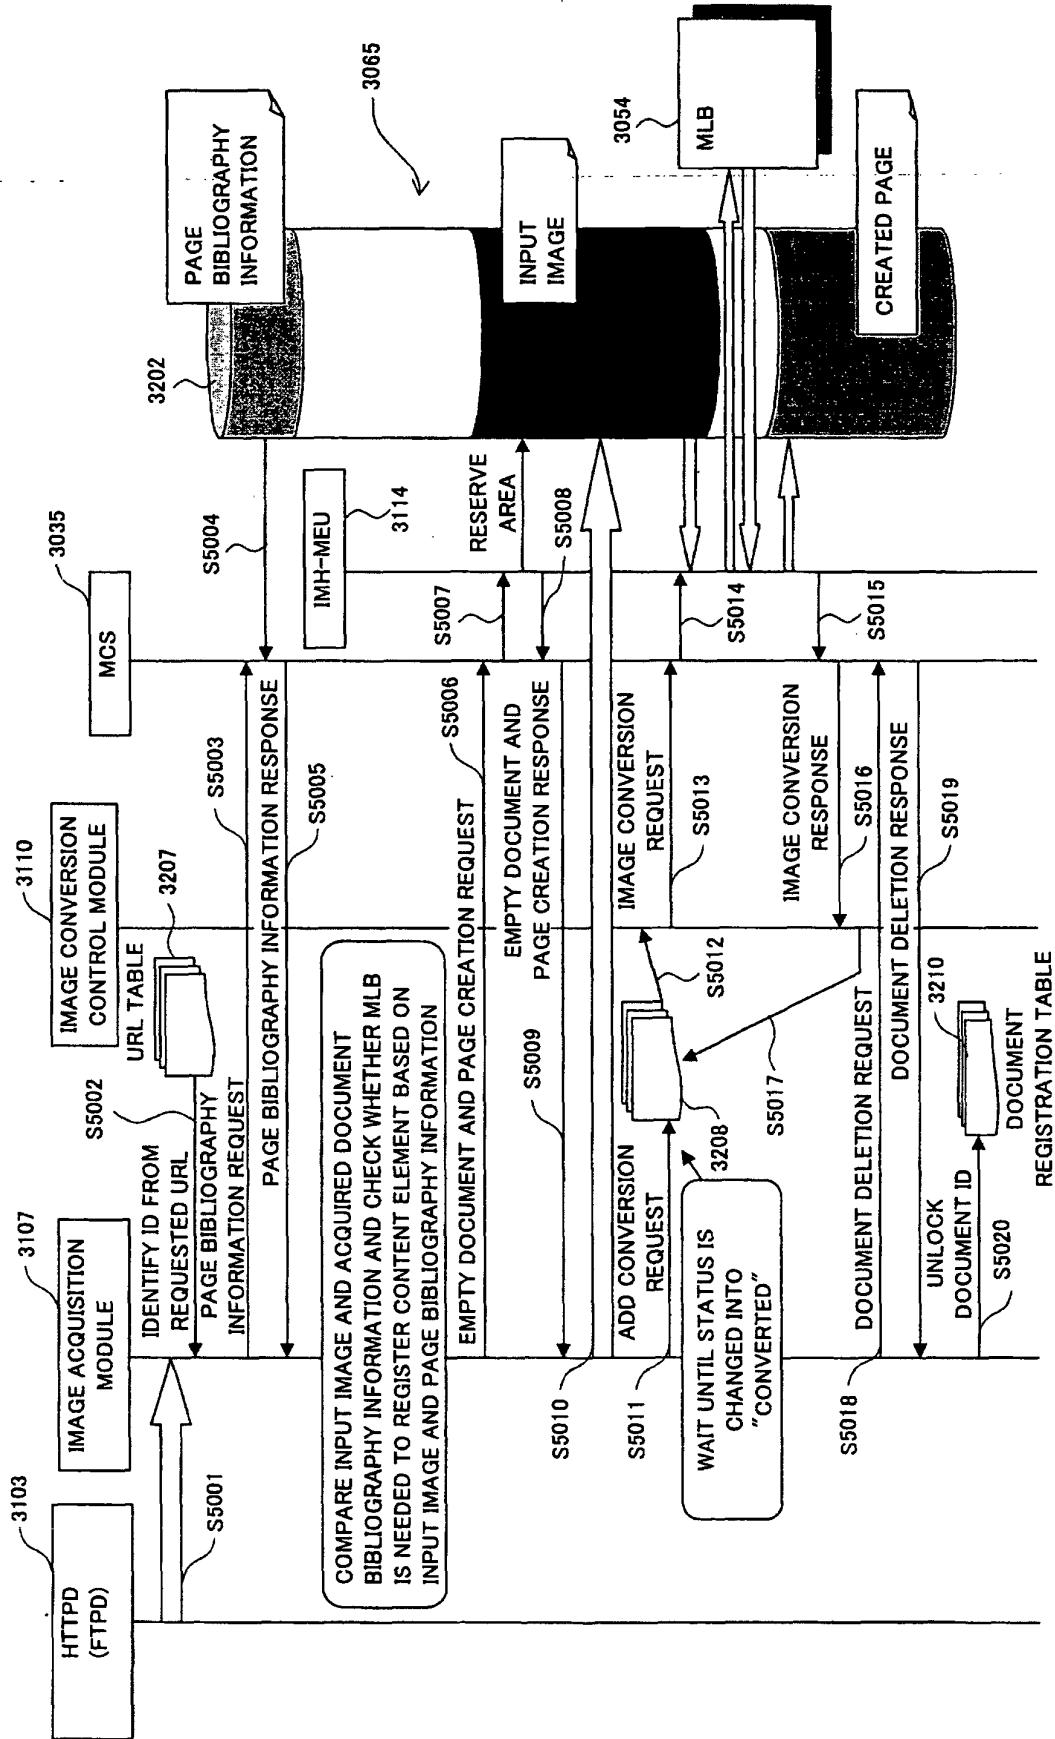 3103
HTTPD
(FTPD)
S5001
3107
IMAGE ACQUISITION
MODULE
3110
IMAGE CONVERSION
CONTROL MODULE
3035
MCS
URL TABLE
3207
S5002
IDENTIFY ID FROM
REQUESTED URL
PAGE BIBLIOGRAPHY
INFORMATION REQUEST
S5003
S5004
PAGE BIBLIOGRAPHY INFORMATION RESPONSE
S5005
3202
PAGE
BIBLIOGRAPHY
INFORMATION
3065
IMH-MEU
3114
COMPARE INPUT IMAGE AND ACQUIRED DOCUMENT
BIBLIOGRAPHY INFORMATION AND CHECK WHETHER MLB
IS NEEDED TO REGISTER CONTENT ELEMENT BASED ON
INPUT IMAGE AND PAGE BIBLIOGRAPHY INFORMATION
EMPTY DOCUMENT AND PAGE CREATION REQUEST
S5006
S5007
RESERVE
AREA
S5008
INPUT
IMAGE
EMPTY DOCUMENT AND
PAGE CREATION RESPONSE
S5009
S5010
ADD CONVERSION
REQUEST
S5011
3208
S5012
IMAGE CONVERSION
REQUEST
S5013
S5014
3054
MLB
WAIT UNTIL STATUS IS
CHANGED INTO
"CONVERTED"
S5017
IMAGE CONVERSION
RESPONSE
S5016
S5015
CREATED PAGE
DOCUMENT DELETION REQUEST
S5018
DOCUMENT DELETION RESPONSE
S5019
UNLOCK
DOCUMENT ID
S5020
3210
DOCUMENT
REGISTRATION TABLE